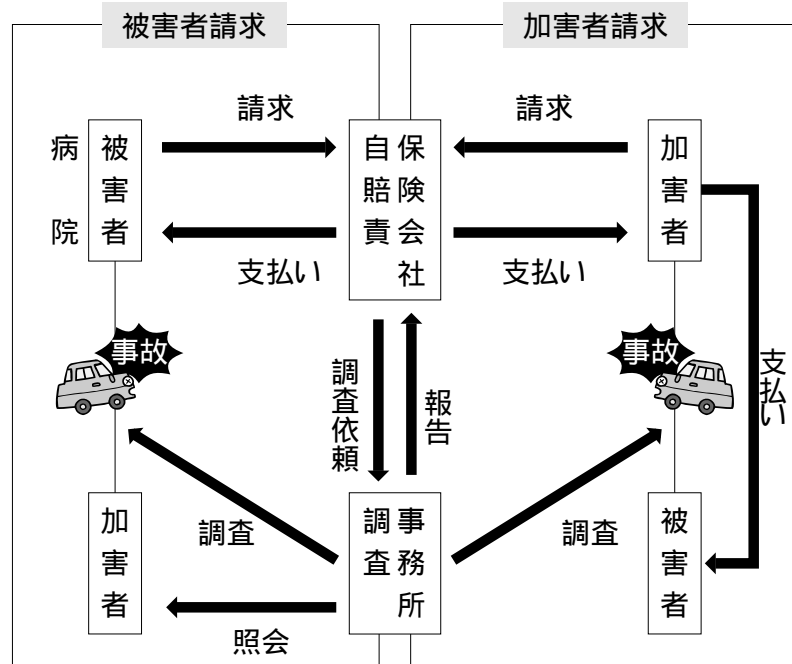 被害者請求
加害者請求
請求
請求
病院
被害者
自賠責
保険会社
加害者
支払い
支払い
事故
事故
調査依頼
報告
支払い
加害者
調査
調査
事務所
調査
被害者
照会